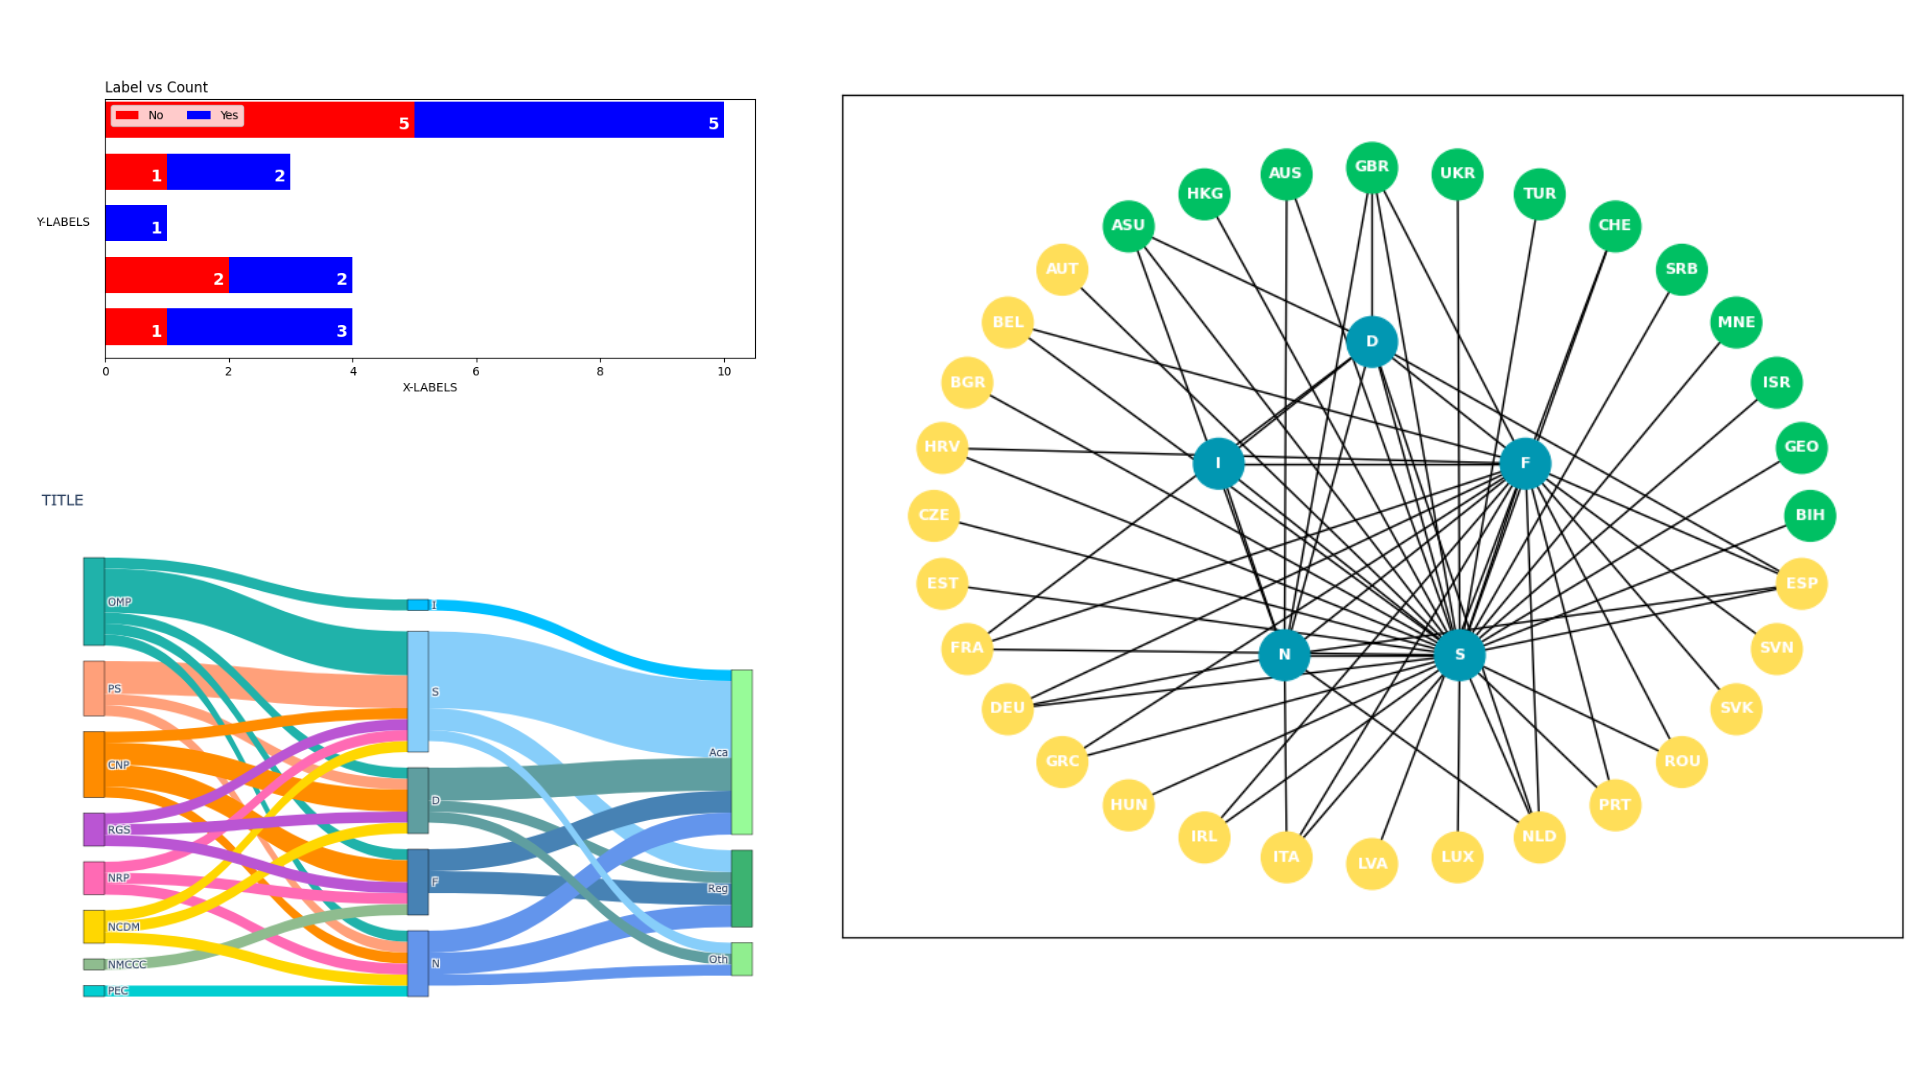 Label vs Count
No Yes
5 5
1 2
Y-LABELS
1
2 2
1 3
0 2 4 6 8 10
X-LABELS
TITLE
OMP
PS
CNP
RGS
NRP
NCDM
NMCCC
PEC
I
S
D
F
N
Aca
Reg
Oth
GBR
AUS
UKR
HKG
TUR
ASU
CHE
AUT
SRB
BEL
MNE
D
BGR
ISR
HRV
GEO
I
F
CZE
BIH
EST
ESP
FRA
SVN
N
S
DEU
SVK
GRC
ROU
HUN
PRT
IRL
NLD
ITA
LUX
LVA